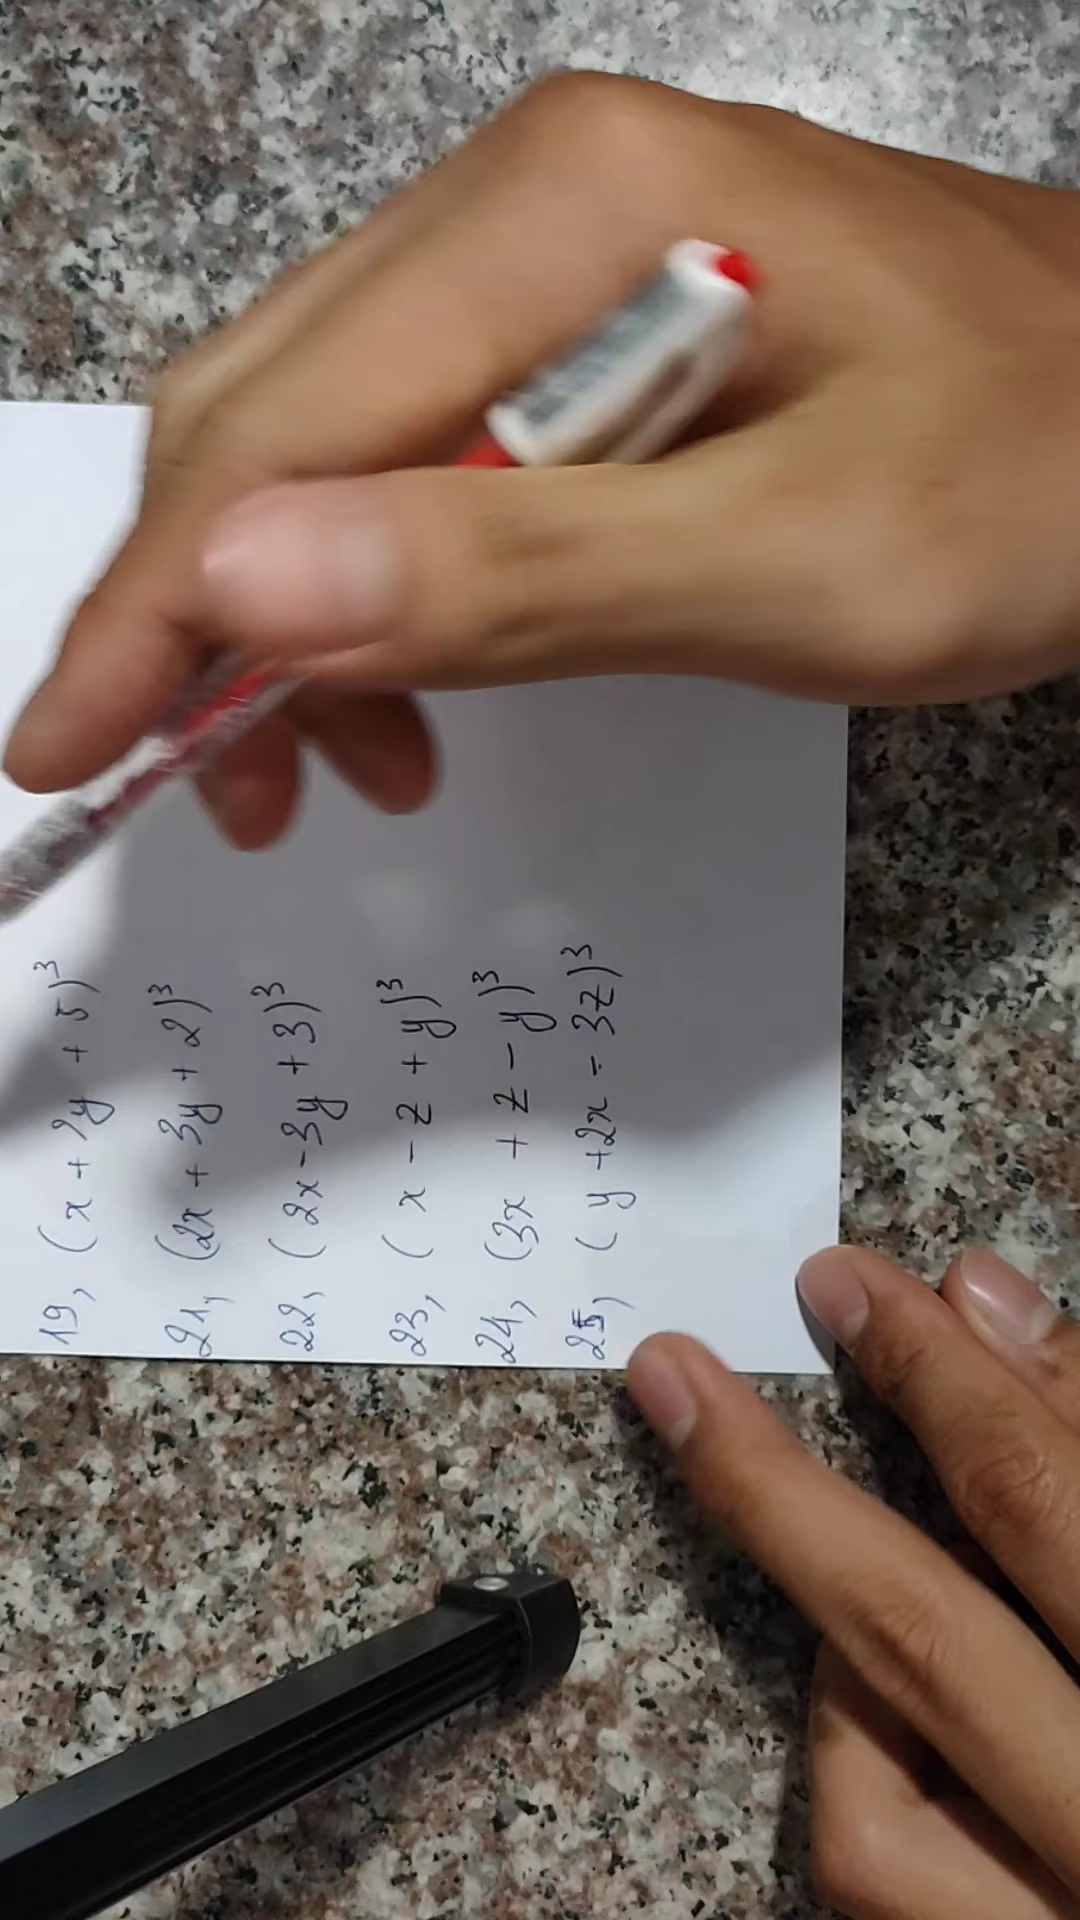 19, (x + 2y + 5)³
21, (2x + 3y + 2)³
22, (2x - 3y + 3)³
23, (x - z + y)³
24, (3x + z - y)³
25, (y + 2x - 3z)³